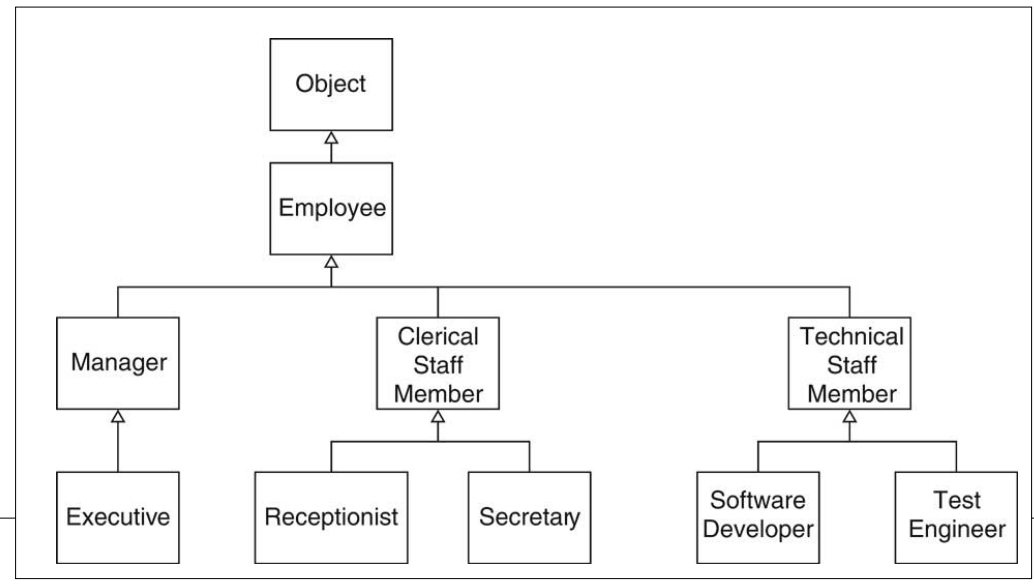 Object
Employee
Manager
Clerical
Staff
Member
Technical
Staff
Member
Executive
Receptionist
Secretary
Software
Developer
Test
Engineer